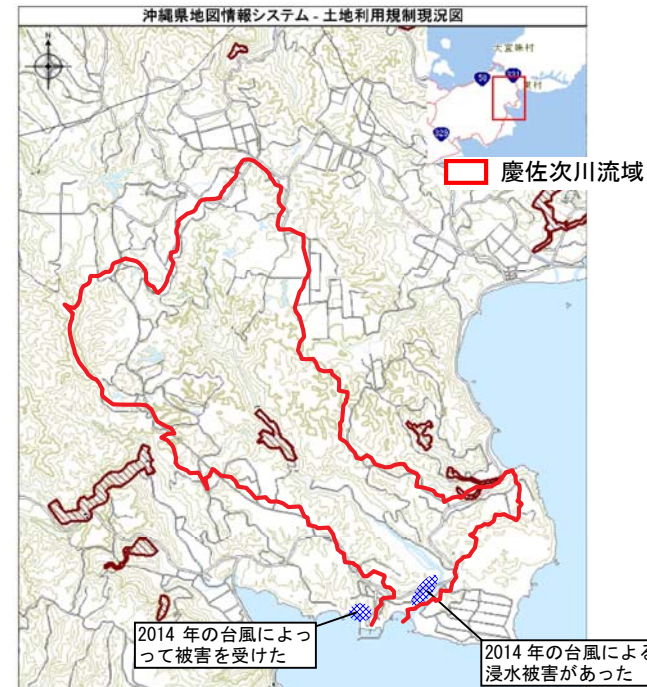 沖縄県地図情報システム - 土地利用規制現況図
N
大宜味村
58
331
東村
329
慶佐次川流域
2014 年の台風によっ
って被害を受けた
2014 年の台風による
浸水被害があった